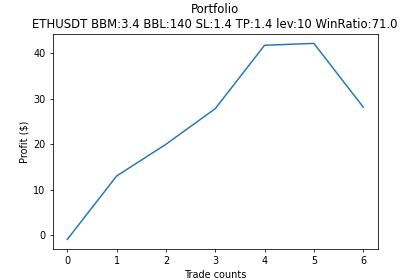 Portfolio
ETHUSDT BBM:3.4 BBL:140 SL:1.4 TP:1.4 lev:10 WinRatio:71.0
Profit ($)
40
30
20
10
0
0 1 2 3 4 5 6
Trade counts